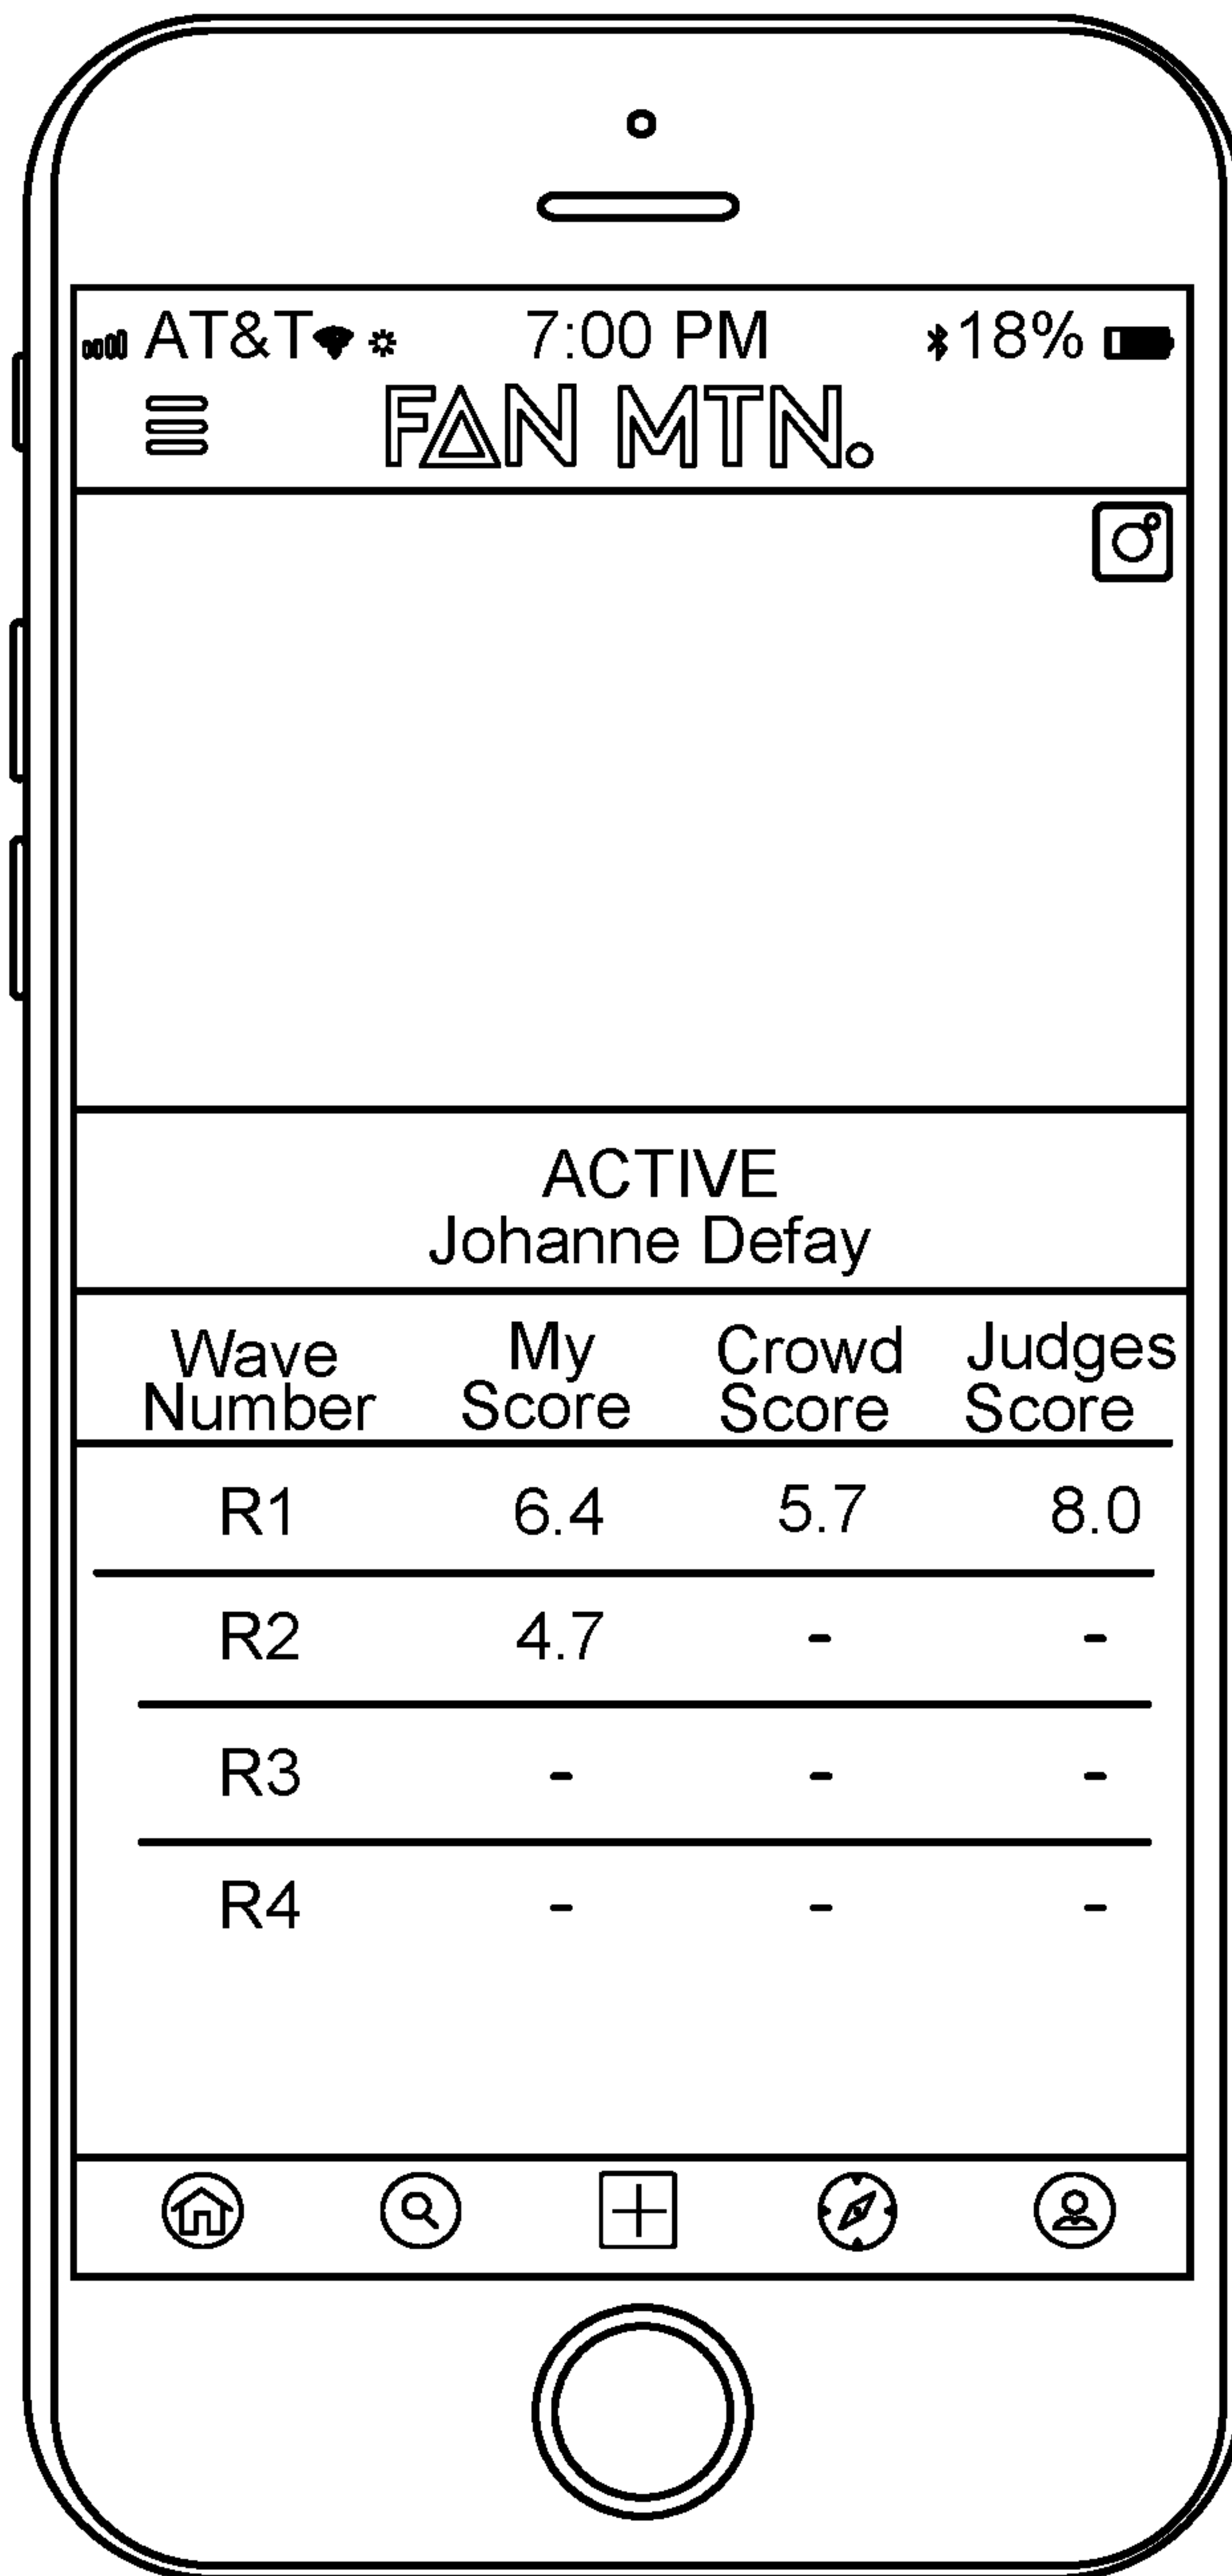 AT&T 7:00 PM 18%
FAN MTN.
ACTIVE
Johanne Defay
Wave Number My Score Crowd Score Judges Score
R1 6.4 5.7 8.0
R2 4.7 - -
R3 - - -
R4 - - -